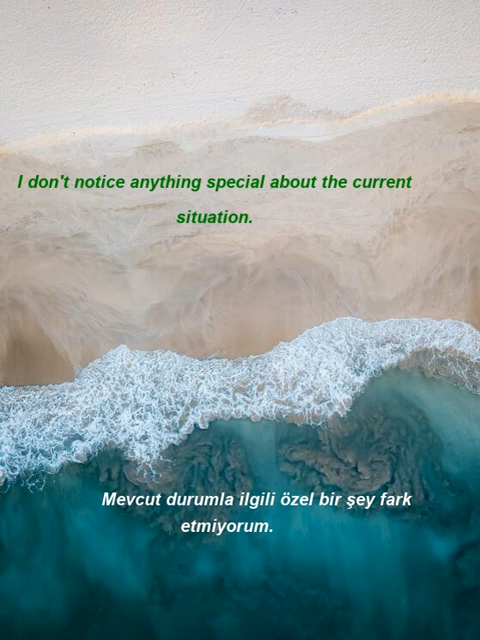 I don't notice anything special about the current
situation.
Mevcut durumla ilgili özel bir şey fark
etmiyorum.